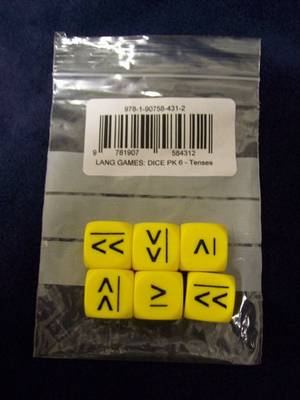 978-1-90758-431-2
9 781907 584312
LANG GAMES: DICE PK 6 - Tenses